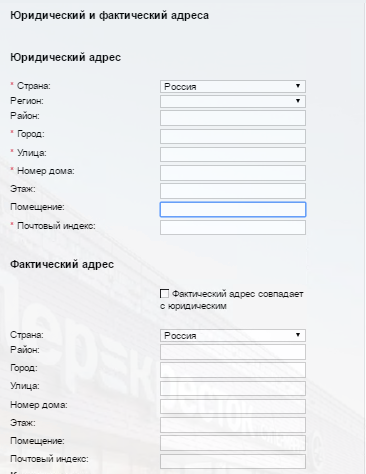 Юридический и фактический адреса
Юридический адрес
* Страна: Россия
Регион:
Район:
* Город:
* Улица:
* Номер дома:
Этаж:
Помещение:
* Почтовый индекс:
Фактический адрес
Фактический адрес совпадает
с юридическим
Страна: Россия
Район:
Город:
Улица:
Номер дома:
Этаж:
Помещение:
Почтовый индекс: